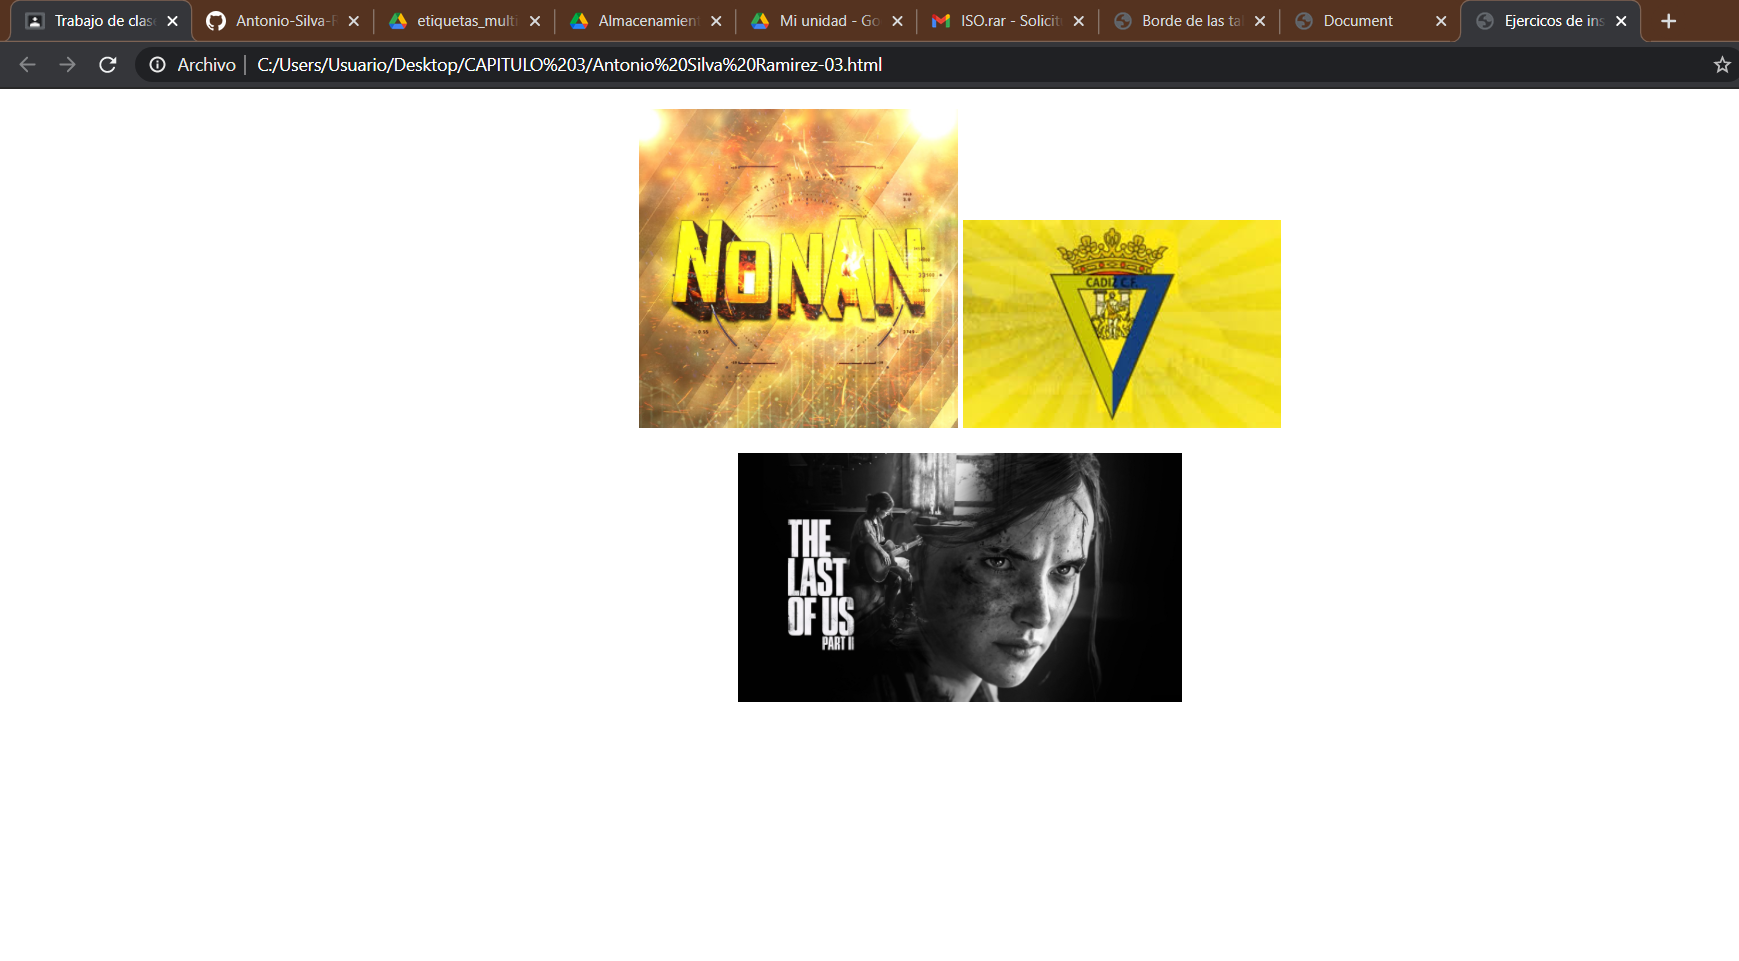 Trabajo de clas
Antonio-Silva-R
etiquetas_mult
Almacenamien
Mi unidad - Go
ISO.rar - Solicit
Borde de las ta
Document
Ejercicos de ins
Archivo
C:/Users/Usuario/Desktop/CAPITULO%203/Antonio%20Silva%20Ramirez-03.html
NONAN
CADIZ C.F.
THE
LAST
OF US
PART II